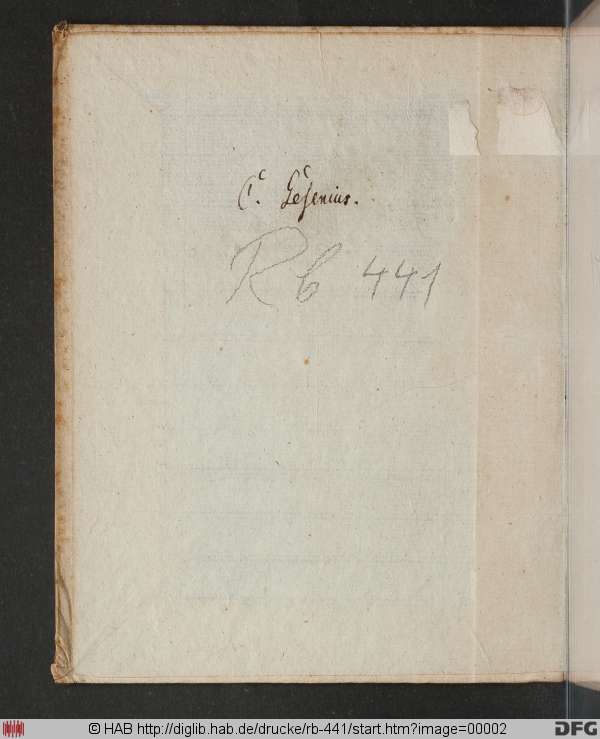 C. Gesenius.
Rb 441
© HAB http://diglib.hab.de/drucke/rb-441/start.htm?image=00002
DFG